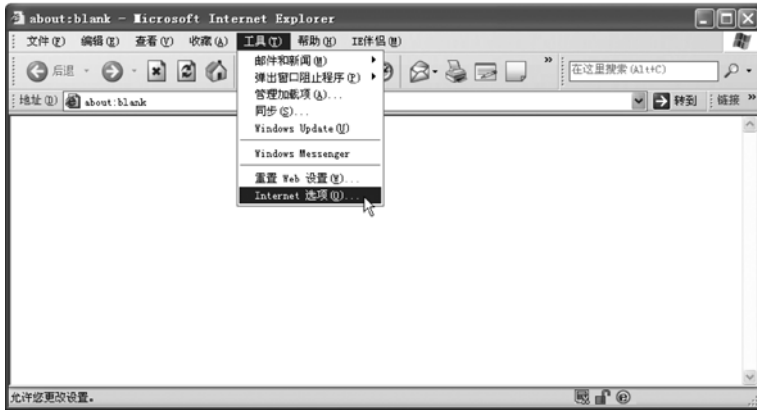 about:blank - Microsoft Internet Explorer
文件(F) 编辑(E) 查看(V) 收藏(A) 工具(T) 帮助(H) IE伴侣(M)
后退
在这里搜索(Alt+C)
地址(D) about:blank 转到 链接 »
邮件和新闻(M)
弹出窗口阻止程序(P)
管理加载项(A)...
同步(S)...
Windows Update(U)
Windows Messenger
重置 Web 设置(W)...
Internet 选项(O)...
允许您更改设置。